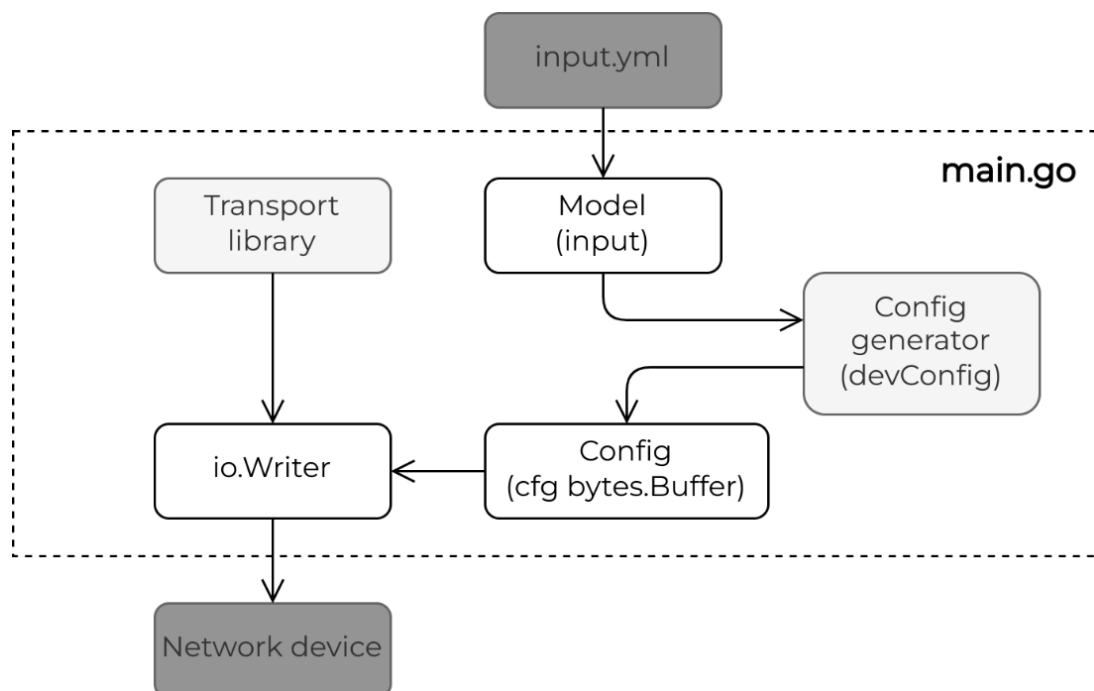 input.yml
main.go
Transport
library
Model
(input)
Config
generator
(devConfig)
io.Writer
Config
(cfg bytes.Buffer)
Network device